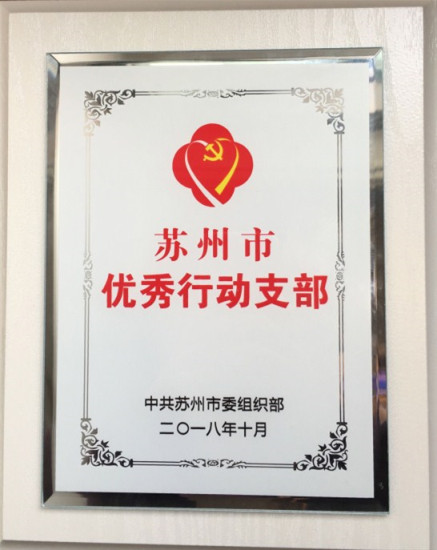 苏州市
优秀行动支部
中共苏州市委组织部
二〇一八年十月